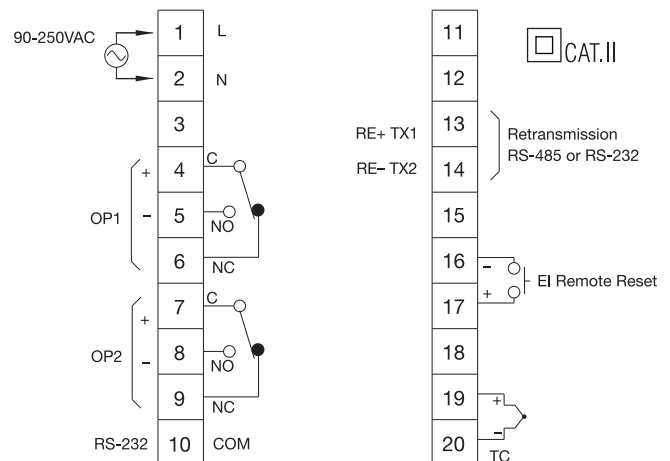 90-250VAC
1 L
2 N
3
+ 4 C
OP1 − 5 NO
6 NC
+ 7 C
OP2 − 8 NO
9 NC
RS-232 10 COM
11
CAT.II
12
RE+ TX1 13
Retransmission
RS-485 or RS-232
RE− TX2 14
15
16 −
EI Remote Reset
17 +
18
19 +
20 −
TC